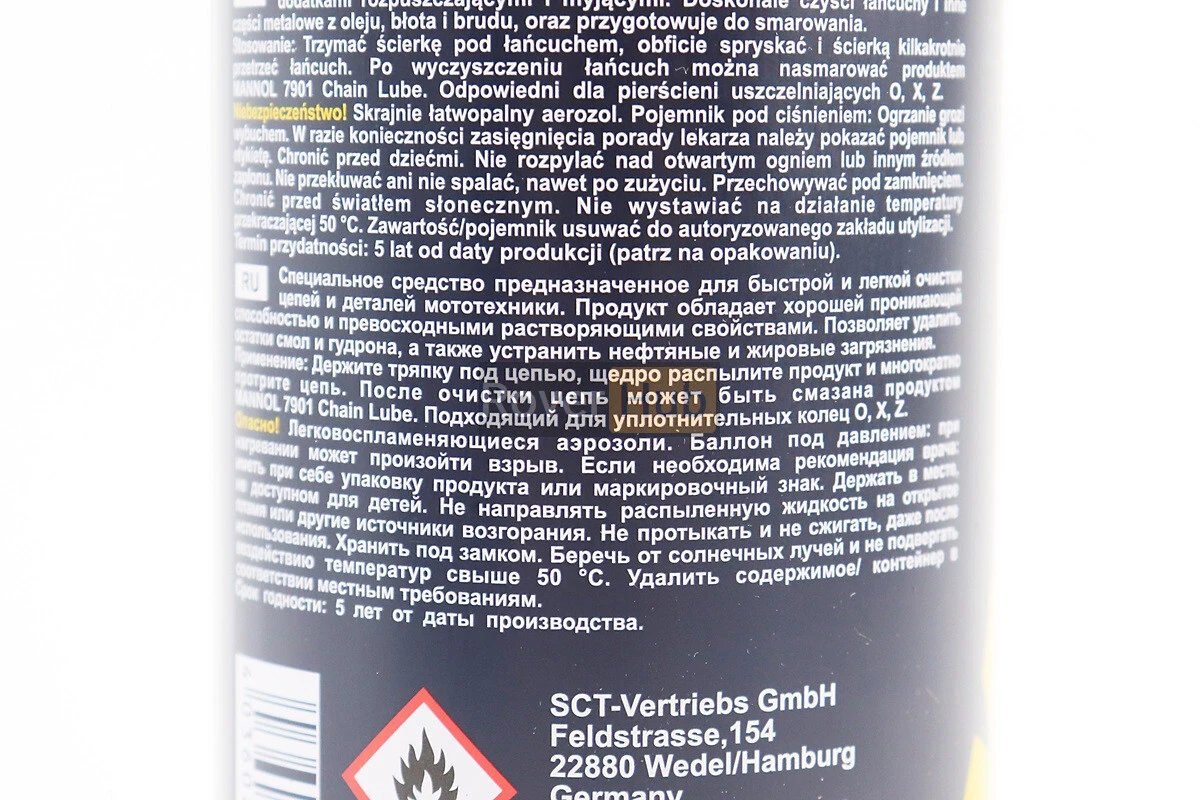 dodatkami rozpuszczającymi i myjącymi. Doskonale czyści łańcuchy i inne
części metalowe z oleju, błota i brudu, oraz przygotowuje do smarowania.
Stosowanie: Trzymać ścierkę pod łańcuchem, obficie spryskać i ścierką kilkakrotnie
przetrzeć łańcuch. Po wyczyszczeniu łańcuch można nasmarować produktem
MANNOL 7901 Chain Lube. Odpowiedni dla pierścieni uszczelniających O, X, Z.
Niebezpieczeństwo! Skrajnie łatwopalny aerozol. Pojemnik pod ciśnieniem: Ogrzanie grozi
wybuchem. W razie konieczności zasięgnięcia porady lekarza należy pokazać pojemnik lub
etykietę. Chronić przed dziećmi. Nie rozpylać nad otwartym ogniem lub innym źródłem
zapłonu. Nie przekłuwać ani nie spalać, nawet po zużyciu. Przechowywać pod zamknięciem.
Chronić przed światłem słonecznym. Nie wystawiać na działanie temperatury
przekraczającej 50 °C. Zawartość/pojemnik usuwać do autoryzowanego zakładu utylizacji.
Termin przydatności: 5 lat od daty produkcji (patrz na opakowaniu).
RU Специальное средство предназначенное для быстрой и легкой очистки
цепей и деталей мототехники. Продукт обладает хорошей проникающей
способностью и превосходными растворяющими свойствами. Позволяет удалить
остатки смол и гудрона, а также устранить нефтяные и жировые загрязнения.
Применение: Держите тряпку под цепью, щедро распылите продукт и многократно
протрите цепь. После очистки цепь может быть смазана продуктом
MANNOL 7901 Chain Lube. Подходящий для уплотнительных колец O, X, Z.
Опасно! Легковоспламеняющиеся аэрозоли. Баллон под давлением: при
нагревании может произойти взрыв. Если необходима рекомендация врача:
иметь при себе упаковку продукта или маркировочный знак. Держать в месте,
не доступном для детей. Не направлять распыленную жидкость на открытое
пламя или другие источники возгорания. Не протыкать и не сжигать, даже после
использования. Хранить под замком. Беречь от солнечных лучей и не подвергать
воздействию температур свыше 50 °C. Удалить содержимое/ контейнер в
соответствии местным требованиям.
Срок годности: 5 лет от даты производства.
Rover Hub
SCT-Vertriebs GmbH
Feldstrasse,154
22880 Wedel/Hamburg
Germany